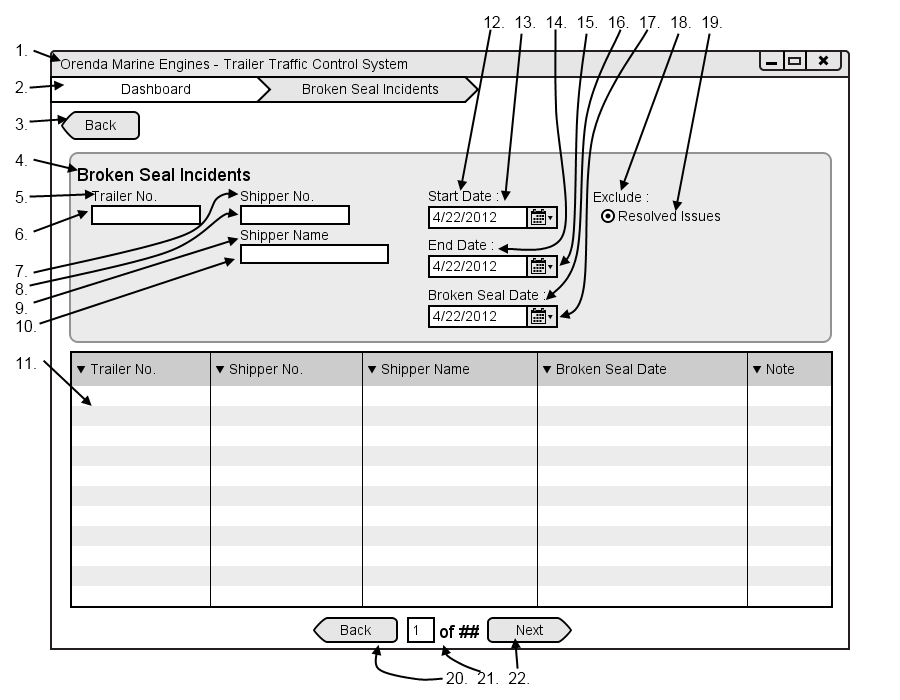 12. 13. 14. 15. 16. 17. 18. 19.
1.
Orenda Marine Engines - Trailer Traffic Control System
2.
Dashboard
Broken Seal Incidents
3.
Back
4.
Broken Seal Incidents
5.
Trailer No.
Shipper No.
Start Date :
Exclude :
6.
4/22/2012
Resolved Issues
Shipper Name
End Date :
7.
4/22/2012
8.
Broken Seal Date :
9.
4/22/2012
10.
11.
Trailer No.
Shipper No.
Shipper Name
Broken Seal Date
Note
Back
1
of ##
Next
20. 21. 22.